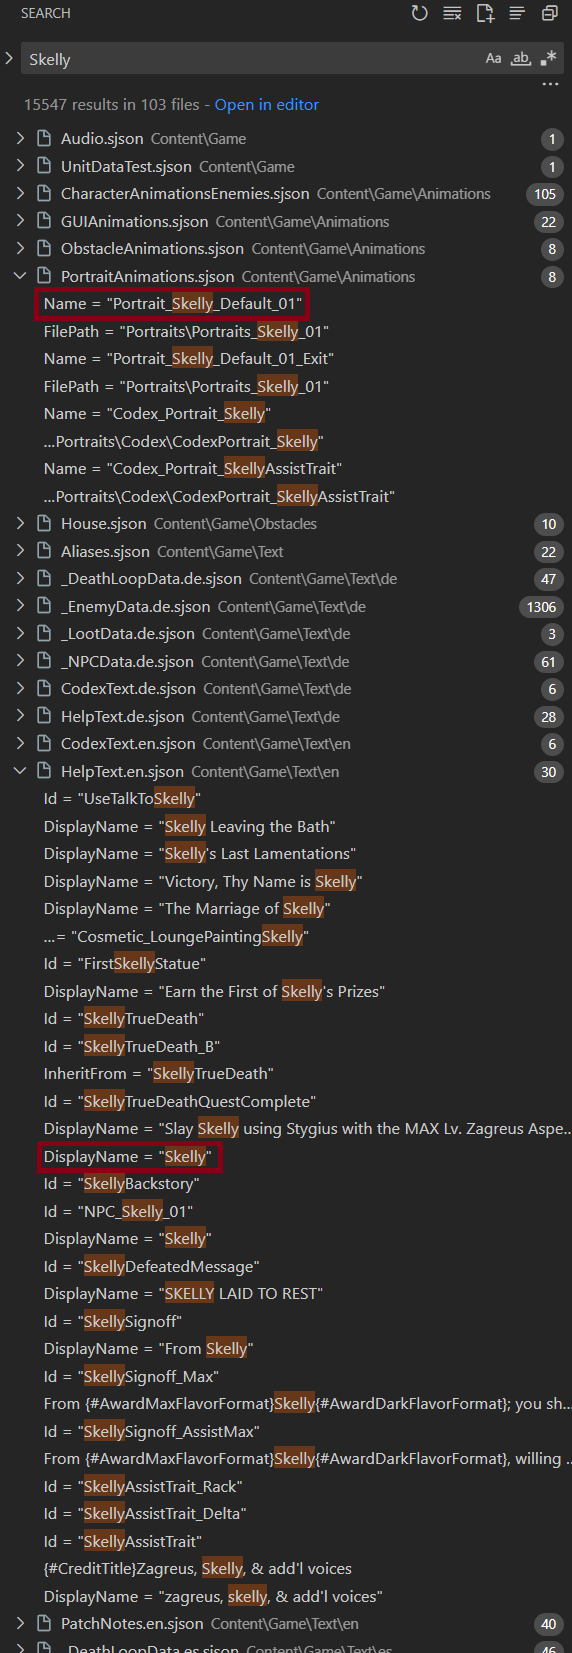 SEARCH
Skelly Aa ab .*
15547 results in 103 files - Open in editor
Audio.sjson Content\Game 1
UnitDataTest.sjson Content\Game 1
CharacterAnimationsEnemies.sjson Content\Game\Animations 105
GUIAnimations.sjson Content\Game\Animations 22
ObstacleAnimations.sjson Content\Game\Animations 8
PortraitAnimations.sjson Content\Game\Animations 8
Name = "Portrait_Skelly_Default_01"
FilePath = "Portraits\Portraits_Skelly_01"
Name = "Portrait_Skelly_Default_01_Exit"
FilePath = "Portraits\Portraits_Skelly_01"
Name = "Codex_Portrait_Skelly"
...Portraits\Codex\CodexPortrait_Skelly"
Name = "Codex_Portrait_SkellyAssistTrait"
...Portraits\Codex\CodexPortrait_SkellyAssistTrait"
House.sjson Content\Game\Obstacles 10
Aliases.sjson Content\Game\Text 22
_DeathLoopData.de.sjson Content\Game\Text\de 47
_EnemyData.de.sjson Content\Game\Text\de 1306
_LootData.de.sjson Content\Game\Text\de 3
_NPCData.de.sjson Content\Game\Text\de 61
CodexText.de.sjson Content\Game\Text\de 6
HelpText.de.sjson Content\Game\Text\de 28
CodexText.en.sjson Content\Game\Text\en 6
HelpText.en.sjson Content\Game\Text\en 30
Id = "UseTalkToSkelly"
DisplayName = "Skelly Leaving the Bath"
DisplayName = "Skelly's Last Lamentations"
DisplayName = "Victory, Thy Name is Skelly"
DisplayName = "The Marriage of Skelly"
...= "Cosmetic_LoungePaintingSkelly"
Id = "FirstSkellyStatue"
DisplayName = "Earn the First of Skelly's Prizes"
Id = "SkellyTrueDeath"
Id = "SkellyTrueDeath_B"
InheritFrom = "SkellyTrueDeath"
Id = "SkellyTrueDeathQuestComplete"
DisplayName = "Slay Skelly using Stygius with the MAX Lv. Zagreus Aspe...
DisplayName = "Skelly"
Id = "SkellyBackstory"
Id = "NPC_Skelly_01"
DisplayName = "Skelly"
Id = "SkellyDefeatedMessage"
DisplayName = "SKELLY LAID TO REST"
Id = "SkellySignoff"
DisplayName = "From Skelly"
Id = "SkellySignoff_Max"
From {#AwardMaxFlavorFormat}Skelly{#AwardDarkFlavorFormat}; you sh...
Id = "SkellySignoff_AssistMax"
From {#AwardMaxFlavorFormat}Skelly{#AwardDarkFlavorFormat}, willing ...
Id = "SkellyAssistTrait_Rack"
Id = "SkellyAssistTrait_Delta"
Id = "SkellyAssistTrait"
{#CreditTitle}Zagreus, Skelly, & add'l voices
DisplayName = "zagreus, skelly, & add'l voices"
PatchNotes.en.sjson Content\Game\Text\en 40
_DeathLoopData.es.sjson Content\Game\Text\es 46